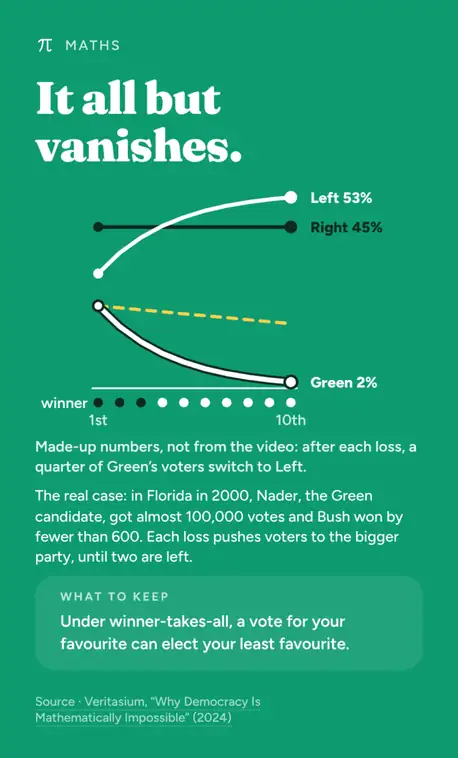 π MATHS
It all but
vanishes.
Left 53%
Right 45%
Green 2%
winner
1st 10th
Made-up numbers, not from the video: after each loss, a
quarter of Green’s voters switch to Left.
The real case: in Florida in 2000, Nader, the Green
candidate, got almost 100,000 votes and Bush won by
fewer than 600. Each loss pushes voters to the bigger
party, until two are left.
WHAT TO KEEP
Under winner-takes-all, a vote for your
favourite can elect your least favourite.
Source · Veritasium, “Why Democracy Is
Mathematically Impossible” (2024)